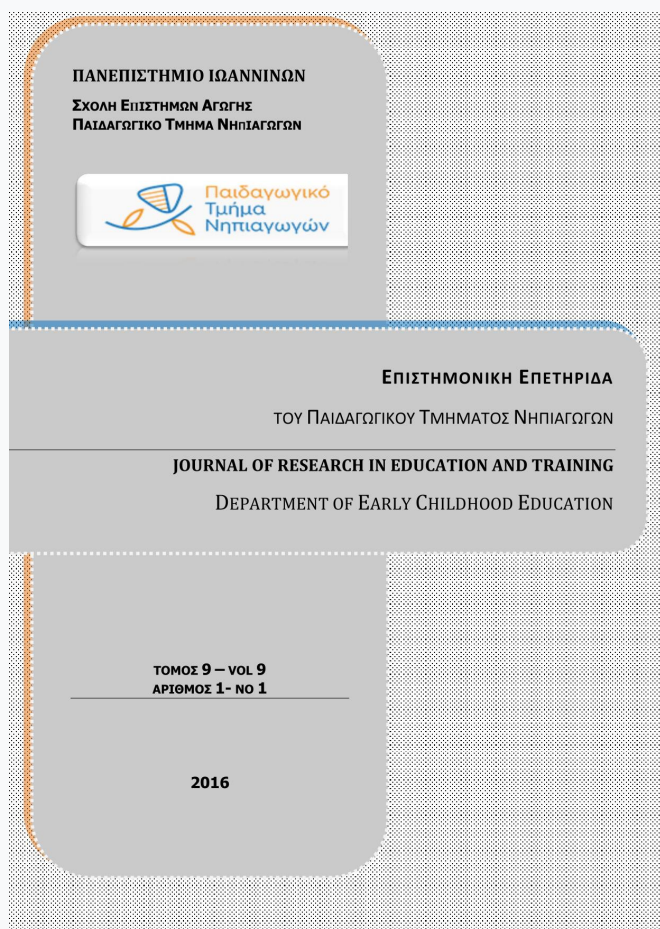 ΠΑΝΕΠΙΣΤΗΜΙΟ ΙΩΑΝΝΙΝΩΝ
ΣΧΟΛΗ ΕΠΙΣΤΗΜΩΝ ΑΓΩΓΗΣ
ΠΑΙΔΑΓΩΓΙΚΟ ΤΜΗΜΑ ΝΗΠΙΑΓΩΓΩΝ
Παιδαγωγικό
Τμήμα
Νηπιαγωγών
ΕΠΙΣΤΗΜΟΝΙΚΗ ΕΠΕΤΗΡΙΔΑ
ΤΟΥ ΠΑΙΔΑΓΩΓΙΚΟΥ ΤΜΗΜΑΤΟΣ ΝΗΠΙΑΓΩΓΩΝ
JOURNAL OF RESEARCH IN EDUCATION AND TRAINING
DEPARTMENT OF EARLY CHILDHOOD EDUCATION
ΤΟΜΟΣ 9 – VOL 9
ΑΡΙΘΜΟΣ 1- NO 1
2016